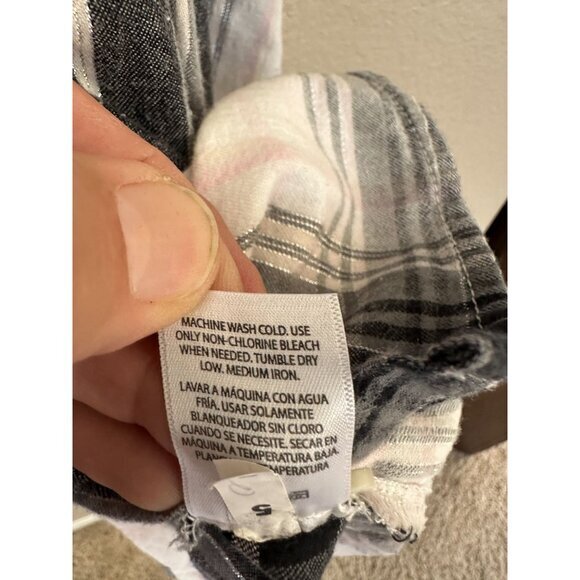 MACHINE WASH COLD. USE
ONLY NON-CHLORINE BLEACH
WHEN NEEDED. TUMBLE DRY
LOW. MEDIUM IRON.
LAVAR A MÁQUINA CON AGUA
FRÍA. USAR SOLAMENTE
BLANQUEADOR SIN CLORO
CUANDO SE NECESITE. SECAR EN
MÁQUINA A TEMPERATURA BAJA.
TEMPERATURA